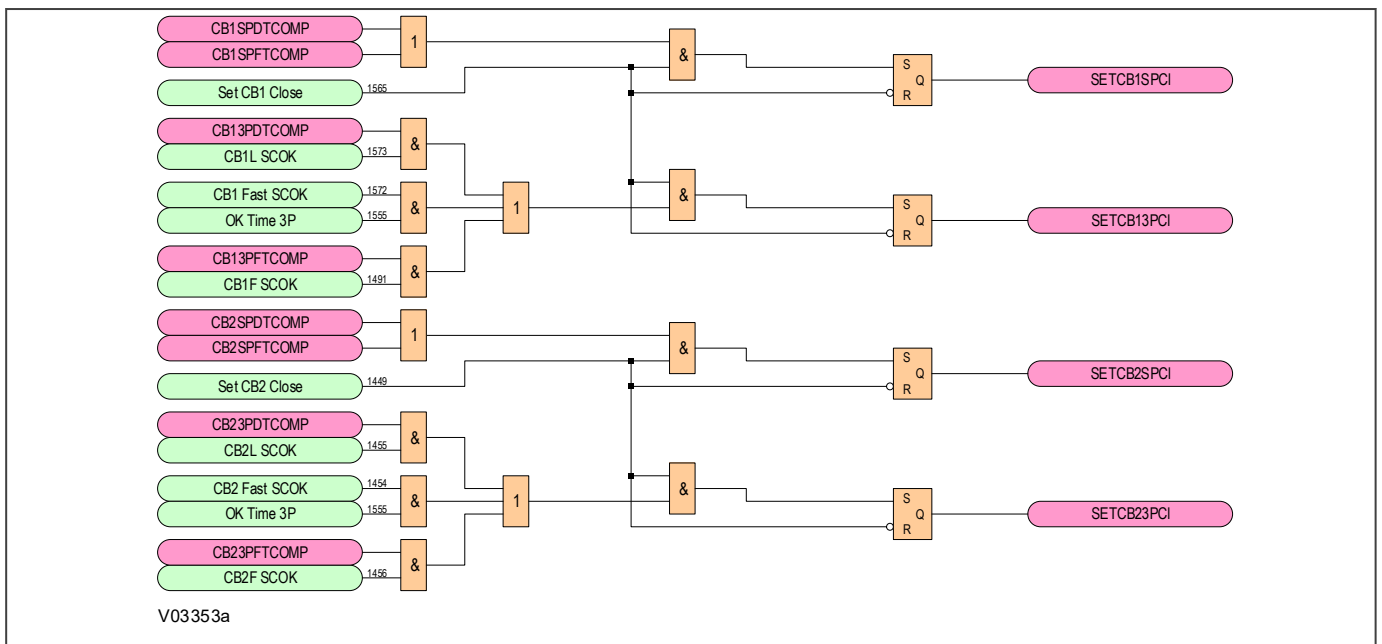 CB1SPDTCOMP
CB1SPFTCOMP
1
&
S
Q
R
SETCB1SPCI
Set CB1 Close
1565
CB13PDTCOMP
CB1L SCOK
1573
&
CB1 Fast SCOK
1572
OK Time 3P
1555
&
1
&
S
Q
R
SETCB13PCI
CB13PFTCOMP
CB1F SCOK
1491
&
CB2SPDTCOMP
CB2SPFTCOMP
1
&
S
Q
R
SETCB2SPCI
Set CB2 Close
1449
CB23PDTCOMP
CB2L SCOK
1455
&
CB2 Fast SCOK
1454
OK Time 3P
1555
&
1
&
S
Q
R
SETCB23PCI
CB23PFTCOMP
CB2F SCOK
1456
&
V03353a